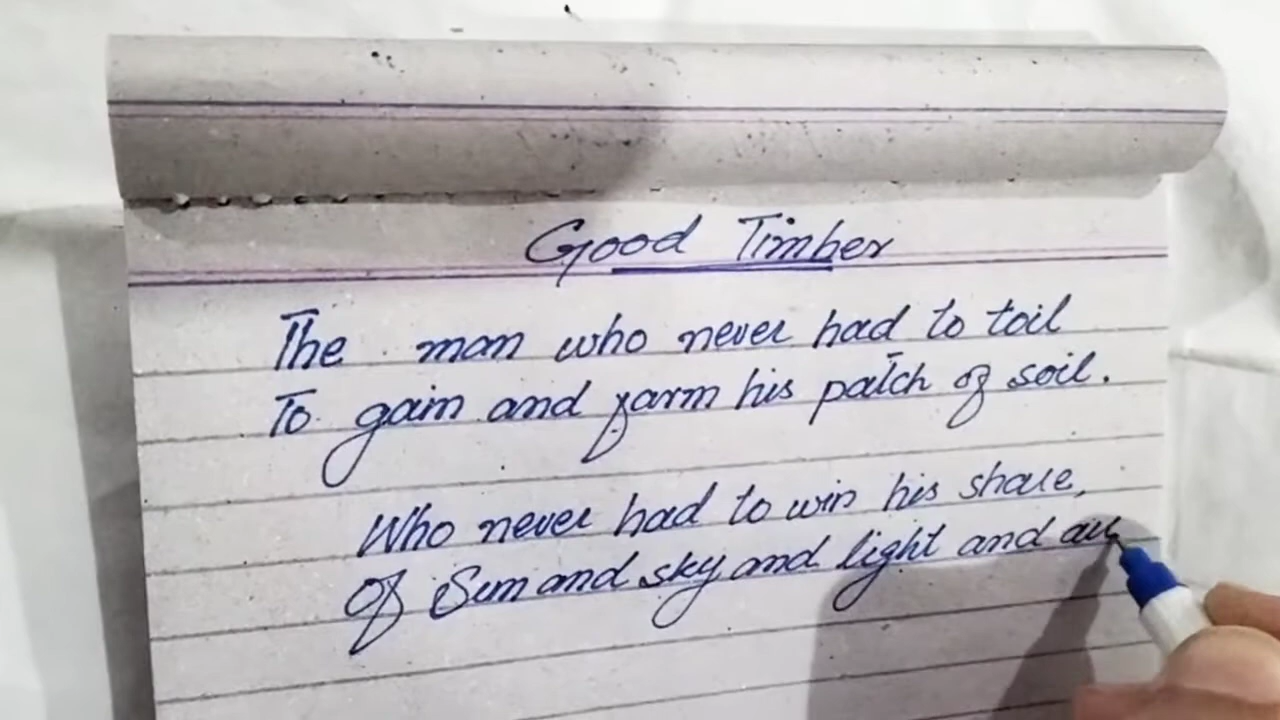 Good Timber
The man who never had to toil
To gain and farm his patch of soil.
Who never had to win his share,
Of Sun and sky and light and air